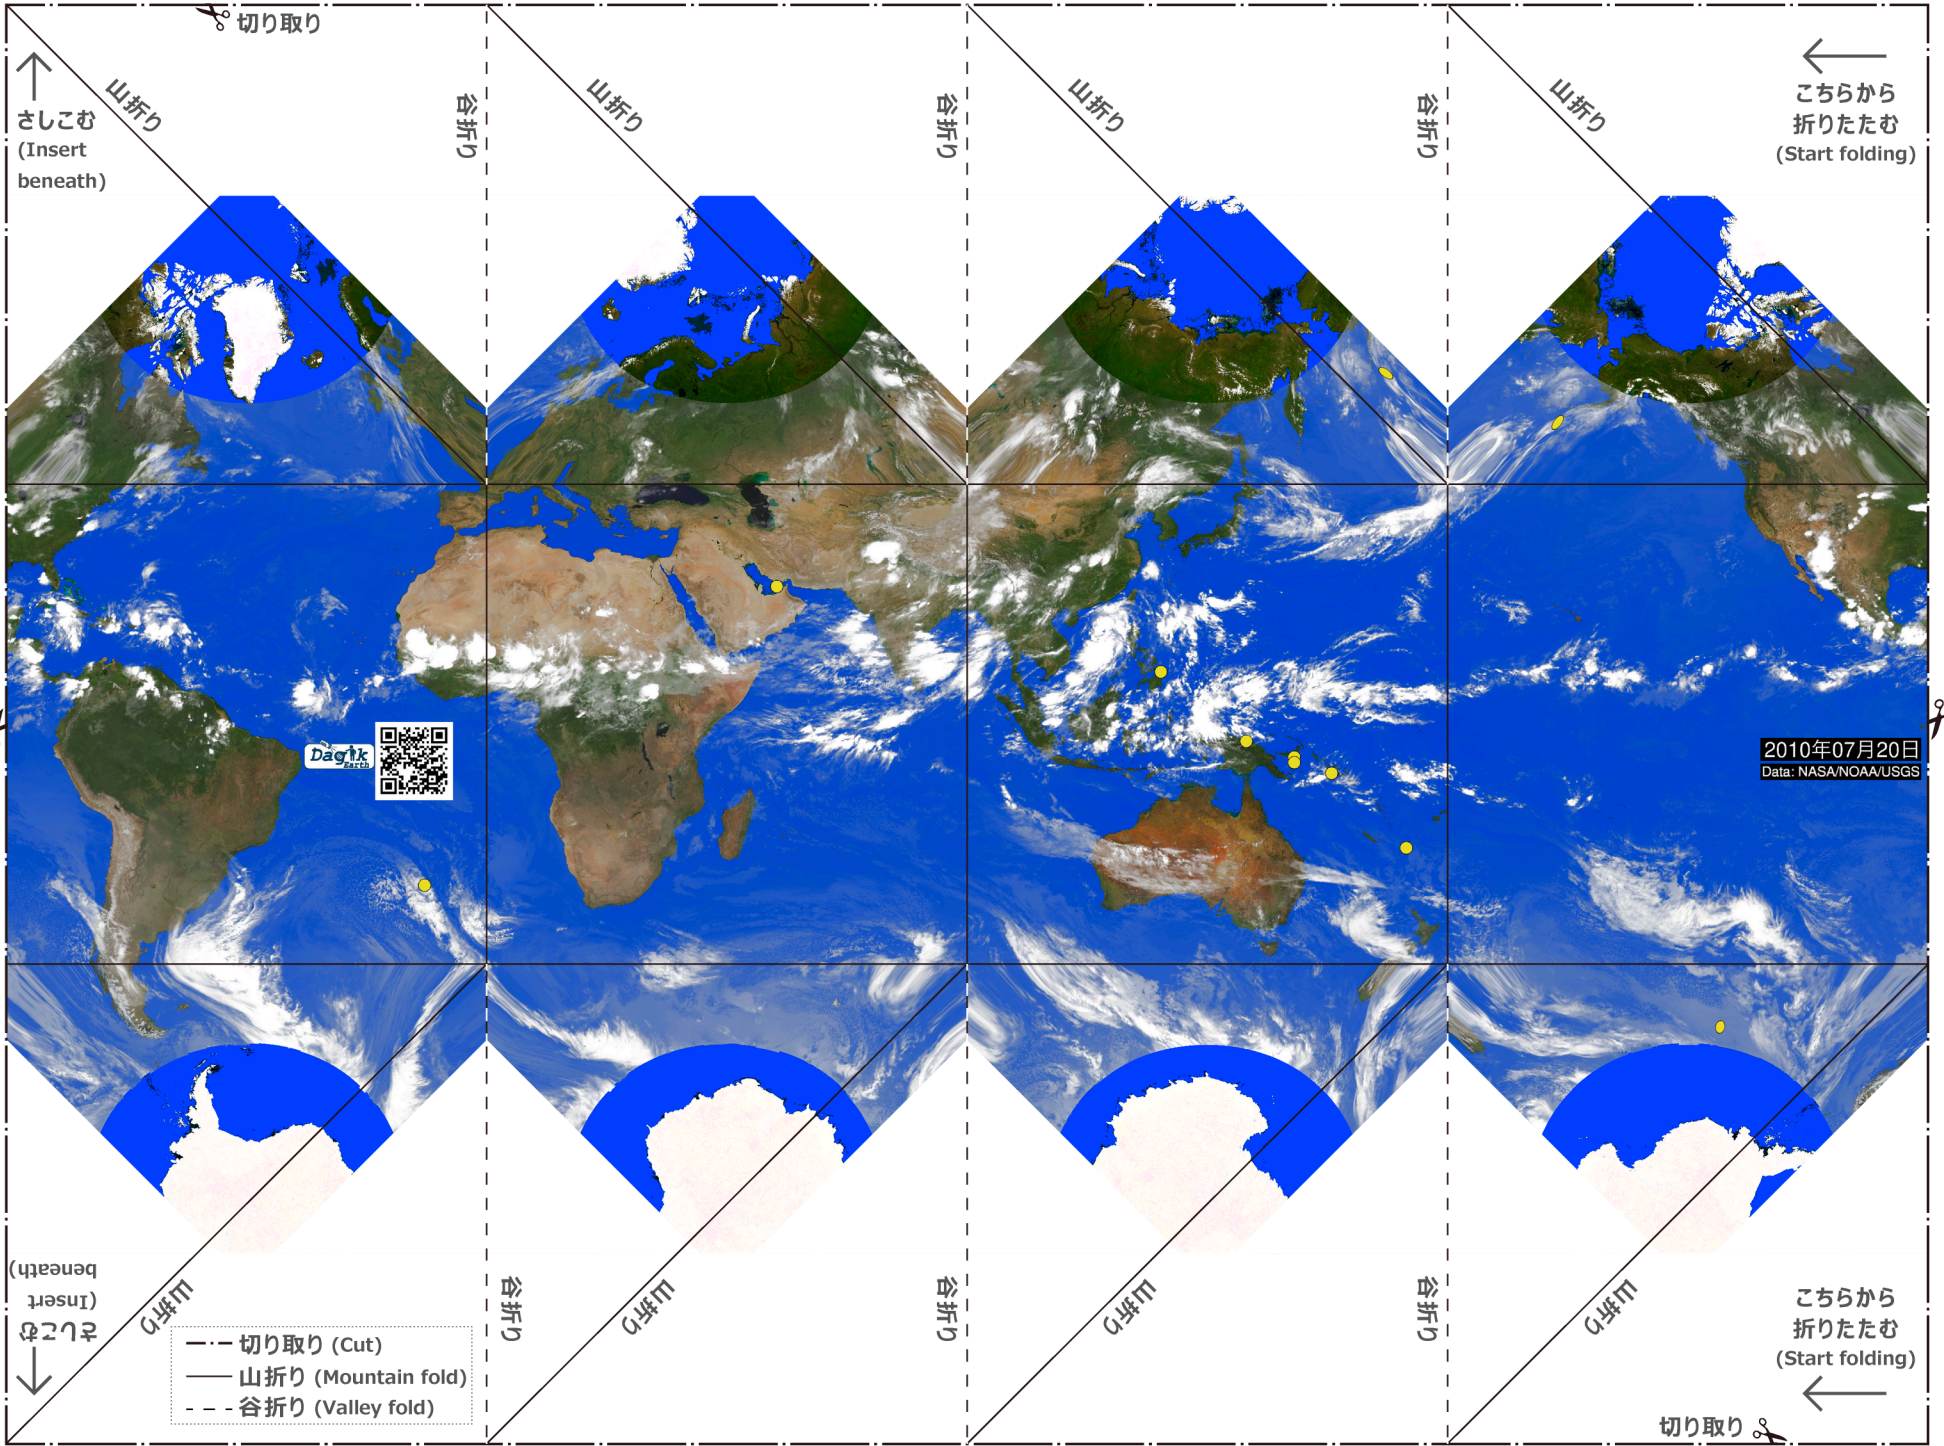 切り取り
山折り
谷折り
山折り
谷折り
山折り
谷折り
山折り
こちらから
折りたたむ
(Start folding)
さしこむ
(Insert
beneath)
Dagik
Earth
2010年07月20日
Data: NASA/NOAA/USGS
さしこむ
(Insert
beneath)
山折り
谷折り
山折り
谷折り
山折り
谷折り
山折り
こちらから
折りたたむ
(Start folding)
切り取り (Cut)
山折り (Mountain fold)
谷折り (Valley fold)
切り取り